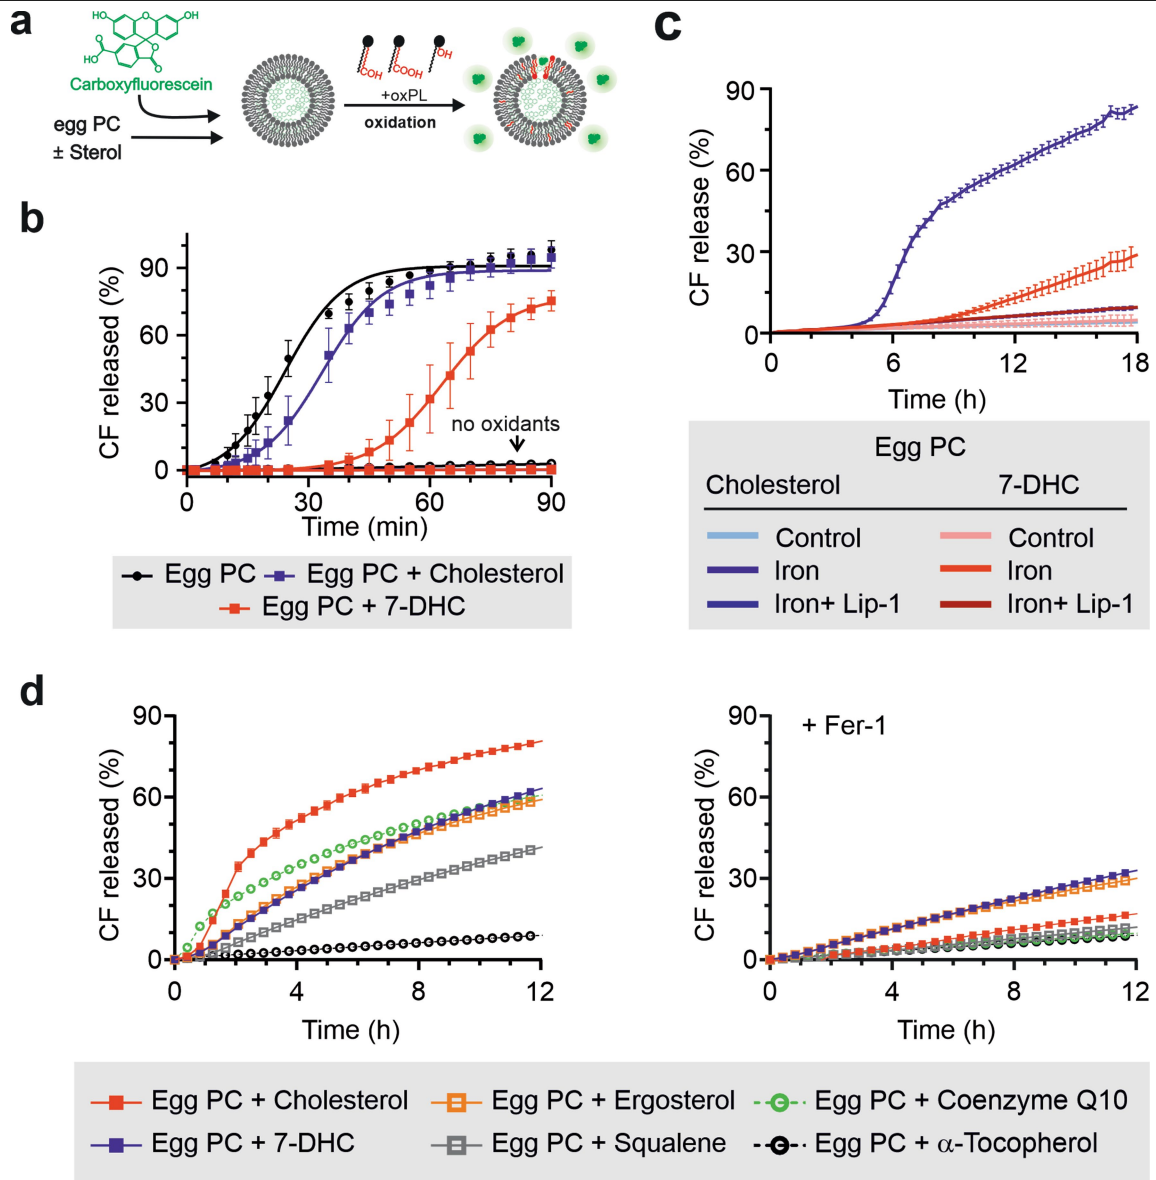 a
HO
O
OH
O
HO
O
O
Carboxyfluorescein
egg PC
± Sterol
COH
COOH
OH
+oxPL
oxidation
b
CF released (%)
90
60
30
0
no oxidants
0
30
60
90
Time (min)
Egg PC
Egg PC + Cholesterol
Egg PC + 7-DHC
c
CF release (%)
90
60
30
0
0
6
12
18
Time (h)
Egg PC
Cholesterol
7-DHC
Control
Control
Iron
Iron
Iron+ Lip-1
Iron+ Lip-1
d
CF released (%)
90
60
30
0
0
4
8
12
Time (h)
+ Fer-1
CF released (%)
90
60
30
0
0
4
8
12
Time (h)
Egg PC + Cholesterol
Egg PC + Ergosterol
Egg PC + Coenzyme Q10
Egg PC + 7-DHC
Egg PC + Squalene
Egg PC + α-Tocopherol